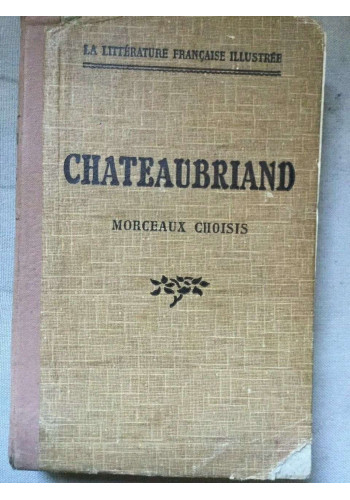 LA LITTÉRATURE FRANÇAISE ILLUSTRÉE
CHATEAUBRIAND
MORCEAUX CHOISIS